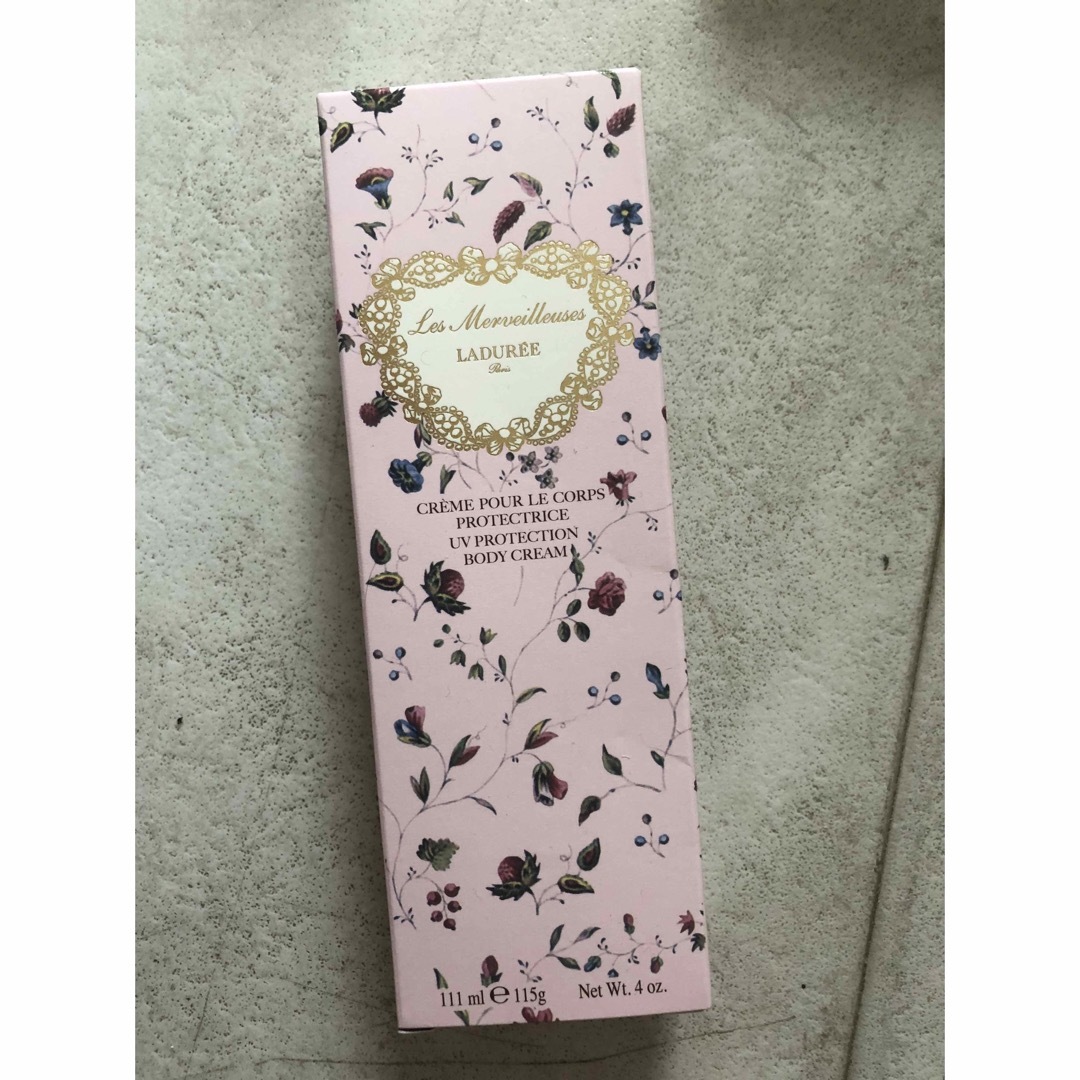 Les Merveilleuses
LADURÉE
Paris
CRÈME POUR LE CORPS
PROTECTRICE
UV PROTECTION
BODY CREAM
111 ml ℮ 115g Net Wt. 4 oz.